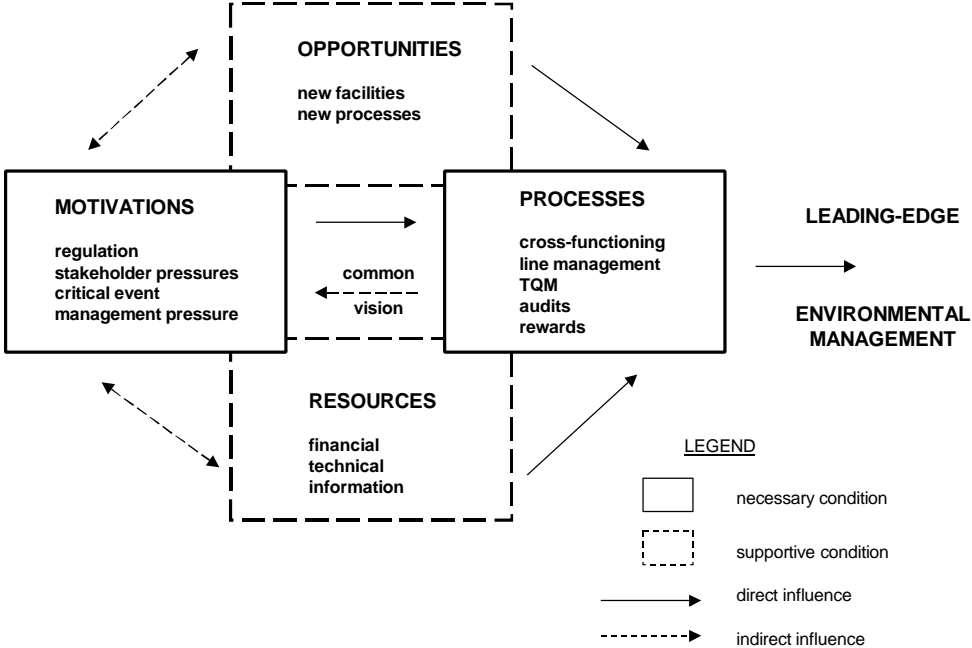 OPPORTUNITIES
new facilities
new processes
MOTIVATIONS
regulation
stakeholder pressures
critical event
management pressure
common
vision
PROCESSES
cross-functioning
line management
TQM
audits
rewards
LEADING-EDGE
ENVIRONMENTAL
MANAGEMENT
RESOURCES
financial
technical
information
LEGEND
necessary condition
supportive condition
direct influence
indirect influence